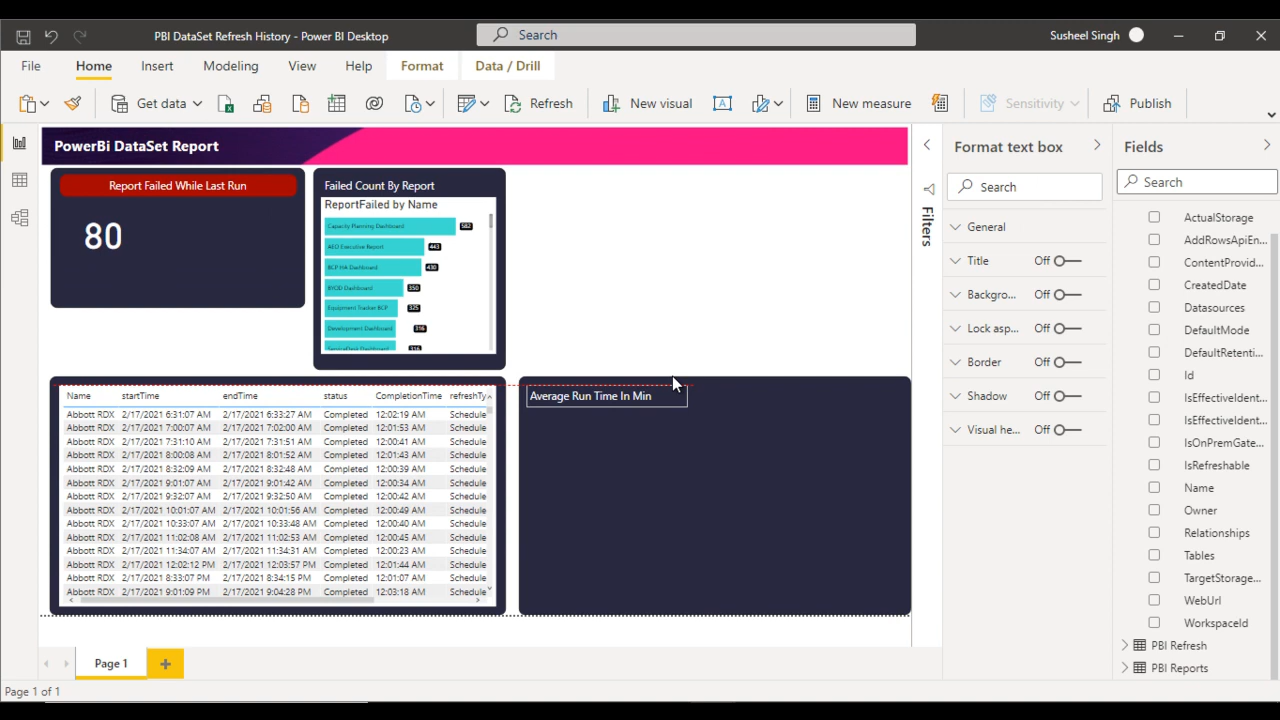 PBI DataSet Refresh History - Power BI Desktop
Search
Susheel Singh
File Home Insert Modeling View Help Format Data / Drill
Get data Refresh New visual New measure Sensitivity Publish
PowerBi DataSet Report
Report Failed While Last Run
80
Failed Count By Report
ReportFailed by Name
Capacity Planning Dashboard 582
AEO Executive Report 443
BCP HA Dashboard 430
BYOD Dashboard 350
Equipment Tracker BCP 325
Development Dashboard 316
ServiceDesk Dashboard 316
Name startTime endTime status CompletionTime refreshTy
Abbott RDX 2/17/2021 6:31:07 AM 2/17/2021 6:33:27 AM Completed 12:02:19 AM Schedule
Abbott RDX 2/17/2021 7:00:07 AM 2/17/2021 7:02:00 AM Completed 12:01:53 AM Schedule
Abbott RDX 2/17/2021 7:31:10 AM 2/17/2021 7:31:51 AM Completed 12:00:41 AM Schedule
Abbott RDX 2/17/2021 8:00:08 AM 2/17/2021 8:01:52 AM Completed 12:01:43 AM Schedule
Abbott RDX 2/17/2021 8:32:09 AM 2/17/2021 8:32:48 AM Completed 12:00:39 AM Schedule
Abbott RDX 2/17/2021 9:01:07 AM 2/17/2021 9:01:42 AM Completed 12:00:34 AM Schedule
Abbott RDX 2/17/2021 9:32:07 AM 2/17/2021 9:32:50 AM Completed 12:00:42 AM Schedule
Abbott RDX 2/17/2021 10:01:07 AM 2/17/2021 10:01:56 AM Completed 12:00:49 AM Schedule
Abbott RDX 2/17/2021 10:33:07 AM 2/17/2021 10:33:48 AM Completed 12:00:40 AM Schedule
Abbott RDX 2/17/2021 11:02:08 AM 2/17/2021 11:02:53 AM Completed 12:00:45 AM Schedule
Abbott RDX 2/17/2021 11:34:07 AM 2/17/2021 11:34:31 AM Completed 12:00:23 AM Schedule
Abbott RDX 2/17/2021 12:02:12 PM 2/17/2021 12:03:57 PM Completed 12:01:44 AM Schedule
Abbott RDX 2/17/2021 8:33:07 PM 2/17/2021 8:34:15 PM Completed 12:01:07 AM Schedule
Abbott RDX 2/17/2021 9:01:09 PM 2/17/2021 9:04:28 PM Completed 12:03:18 AM Schedule
Average Run Time In Min
Filters
Format text box
Search
General
Title Off
Backgro... Off
Lock asp... Off
Border Off
Shadow Off
Visual he... Off
Fields
Search
ActualStorage
AddRowsApiEn...
ContentProvid...
CreatedDate
Datasources
DefaultMode
DefaultRetenti...
Id
IsEffectiveIdent...
IsEffectiveIdent...
IsOnPremGate...
IsRefreshable
Name
Owner
Relationships
Tables
TargetStorage...
WebUrl
WorkspaceId
PBI Refresh
PBI Reports
Page 1
Page 1 of 1